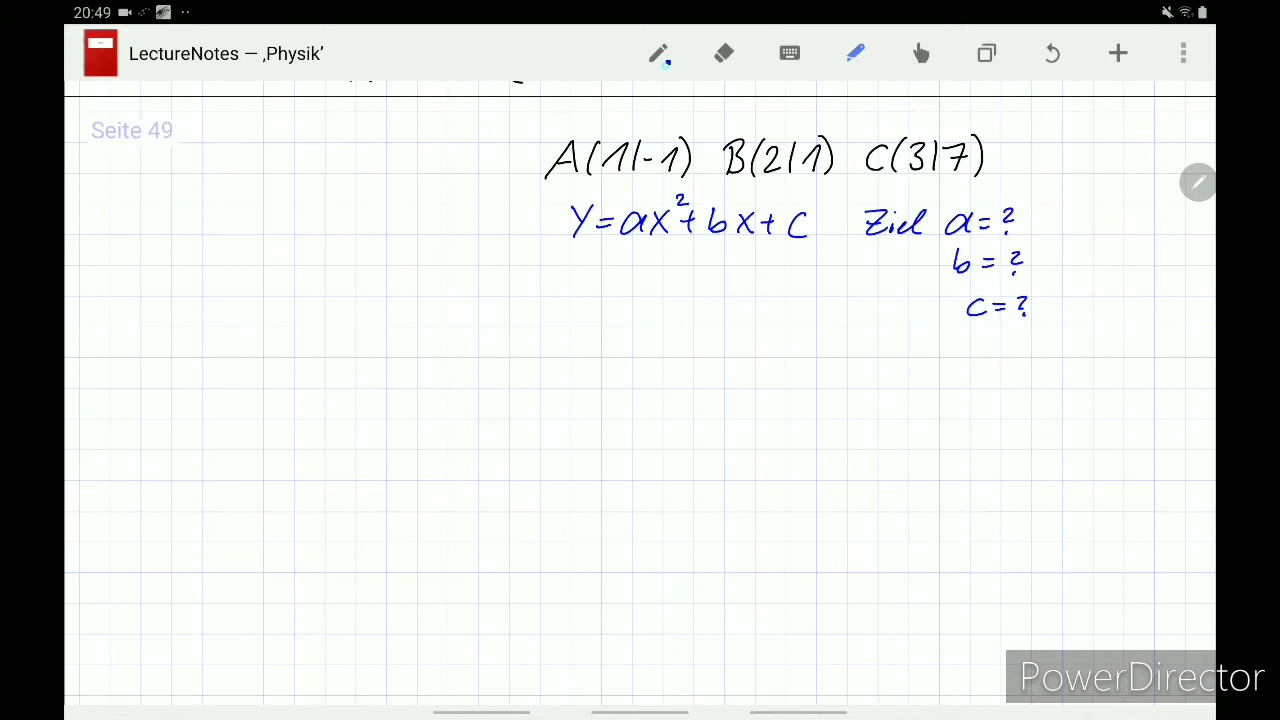 20:49
LectureNotes — ‚Physik’
Seite 49
A(1|-1) B(2|1) C(3|7)
Y=ax²+bx+c Ziel a=?
b=?
c=?
PowerDirector